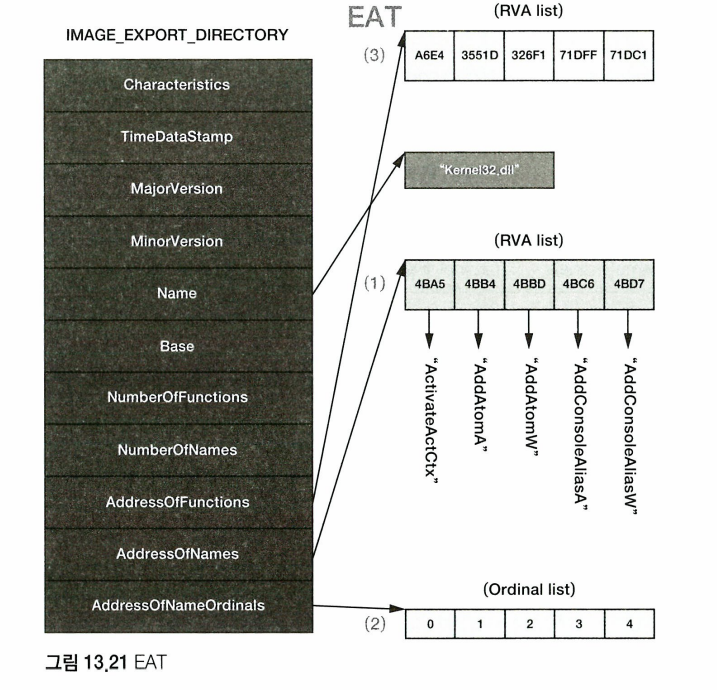 EAT
(RVA list)
IMAGE_EXPORT_DIRECTORY
(3)
A6E4 3551D 326F1 71DFF 71DC1
Characteristics
TimeDataStamp
MajorVersion
MinorVersion
Name
Base
NumberOfFunctions
NumberOfNames
AddressOfFunctions
AddressOfNames
AddressOfNameOrdinals
"Kernel32.dll"
(RVA list)
(1)
4BA5 4BB4 4BBD 4BC6 4BD7
"ActivateActCtx"
"AddAtomA"
"AddAtomW"
"AddConsoleAliasA"
"AddConsoleAliasW"
(Ordinal list)
(2)
0 1 2 3 4
그림 13.21 EAT